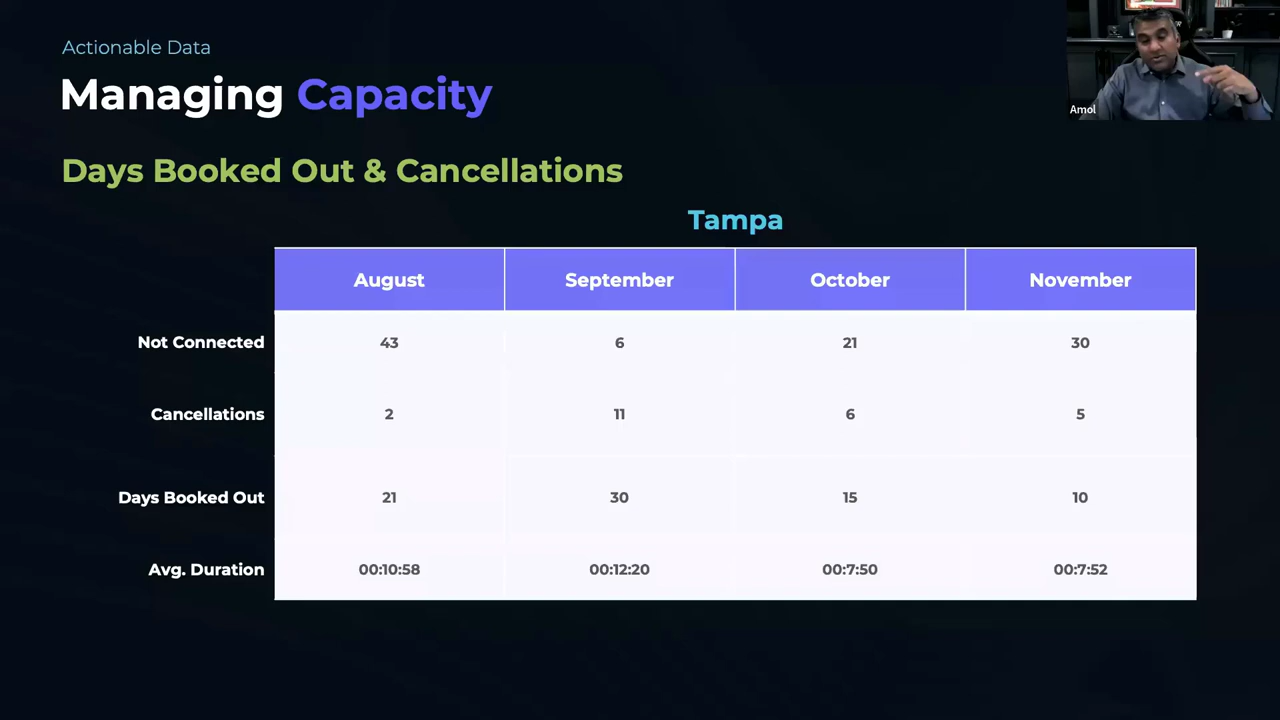 Actionable Data
Managing Capacity
Amol
Days Booked Out & Cancellations
Tampa
August September October November
Not Connected 43 6 21 30
Cancellations 2 11 6 5
Days Booked Out 21 30 15 10
Avg. Duration 00:10:58 00:12:20 00:7:50 00:7:52